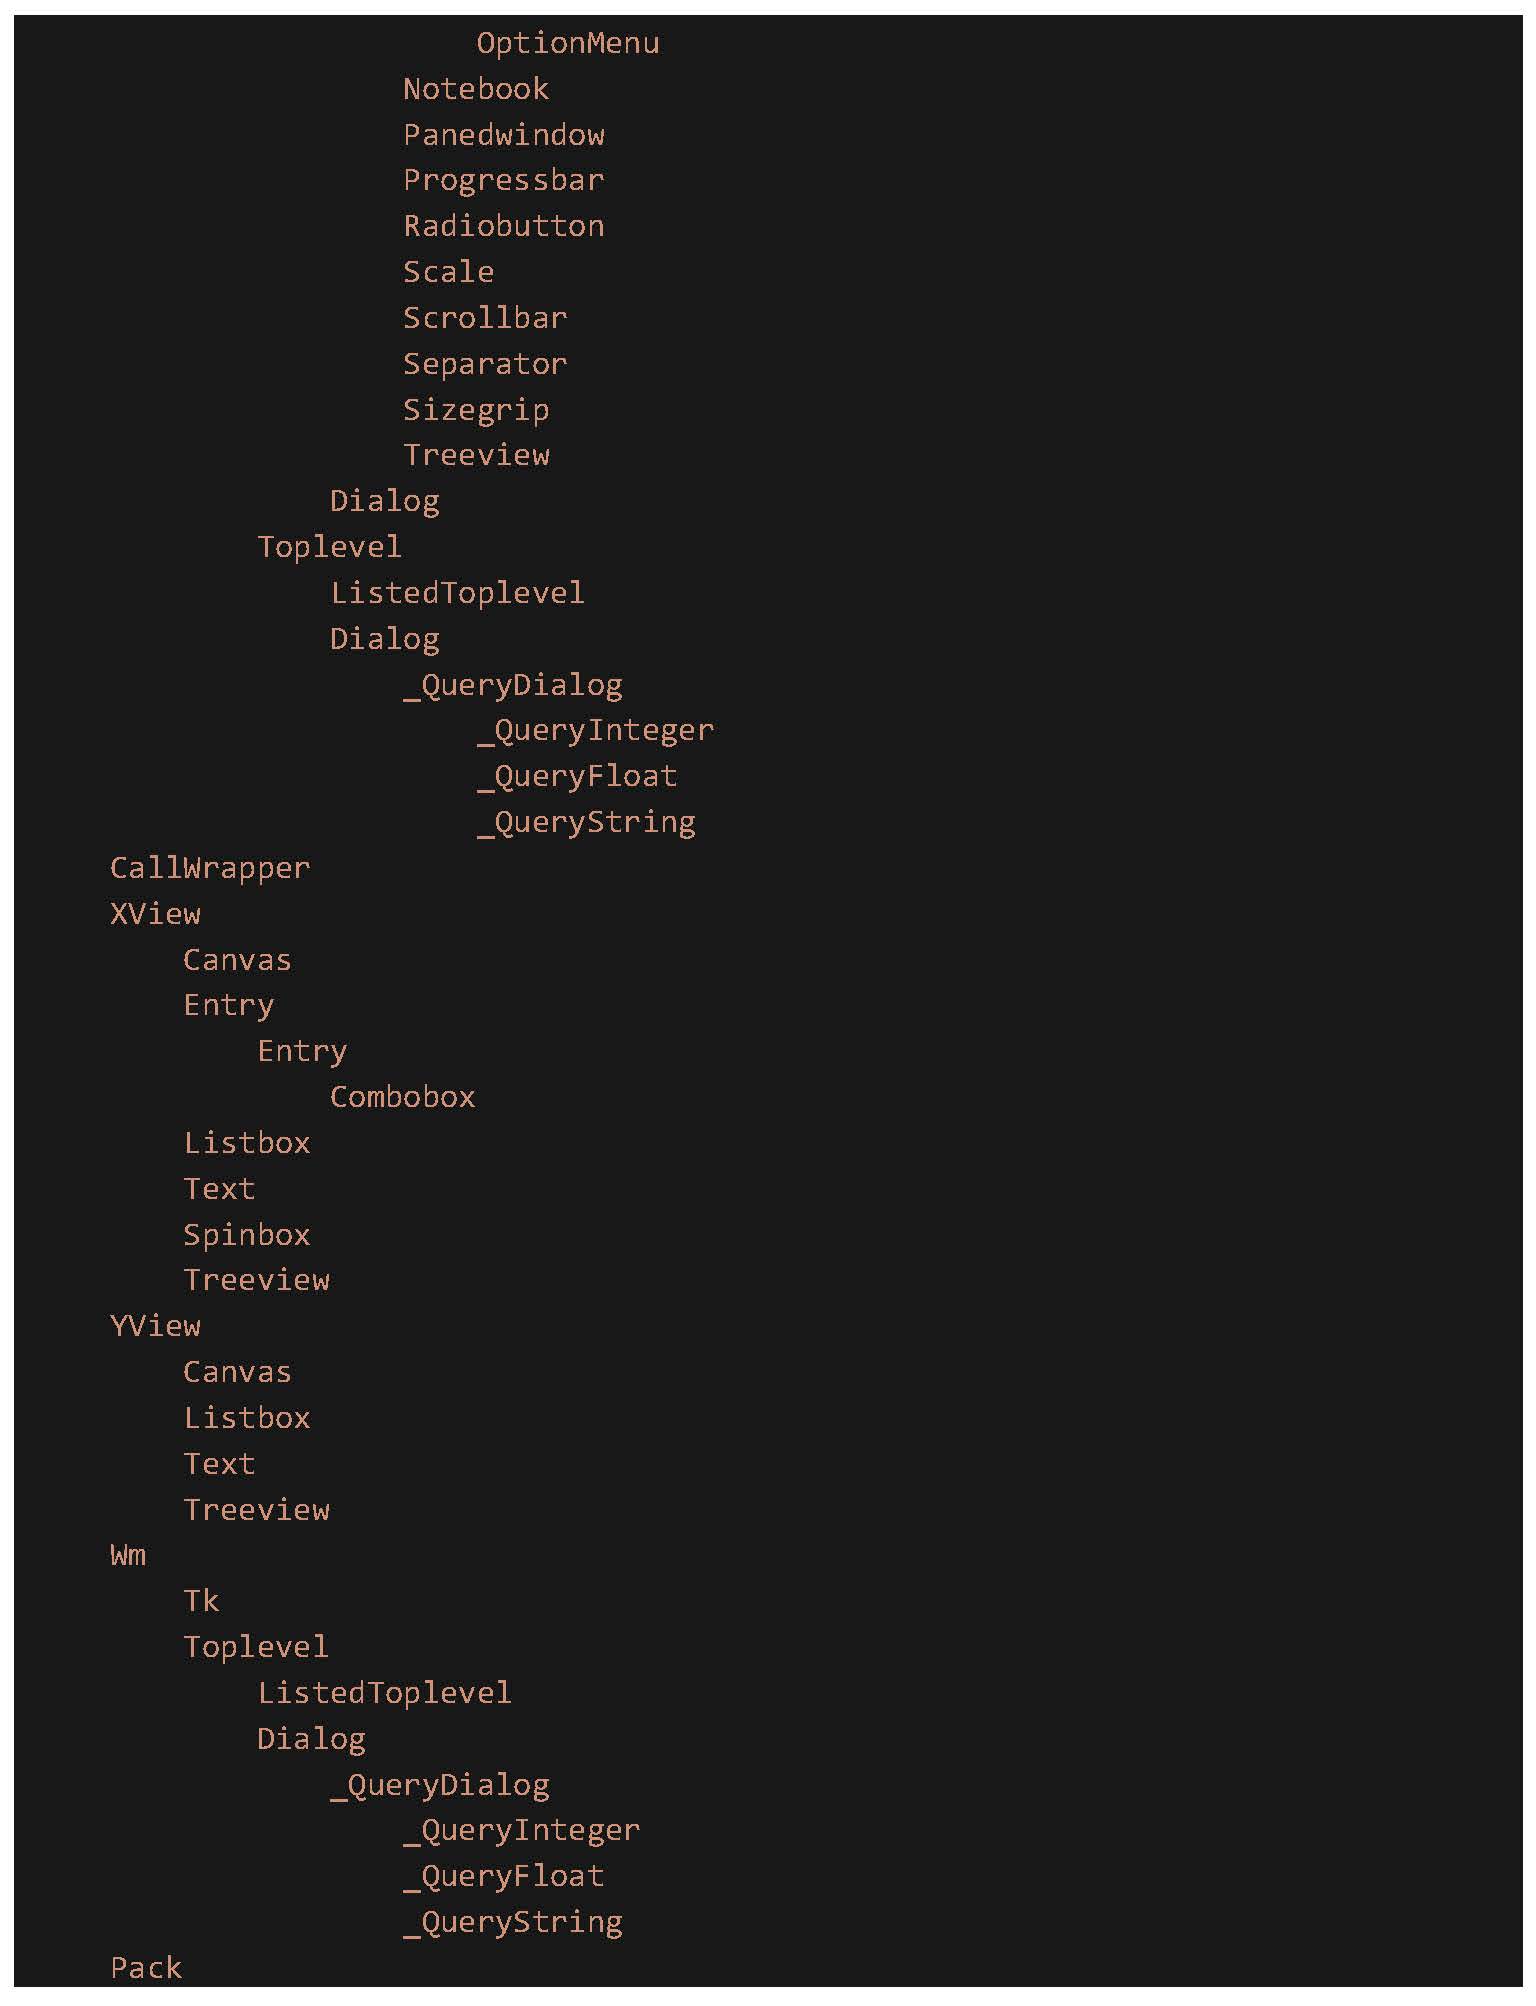 OptionMenu
Notebook
Panedwindow
Progressbar
Radiobutton
Scale
Scrollbar
Separator
Sizegrip
Treeview
Dialog
Toplevel
ListedToplevel
Dialog
_QueryDialog
_QueryInteger
_QueryFloat
_QueryString
CallWrapper
XView
Canvas
Entry
Entry
Combobox
Listbox
Text
Spinbox
Treeview
YView
Canvas
Listbox
Text
Treeview
Wm
Tk
Toplevel
ListedToplevel
Dialog
_QueryDialog
_QueryInteger
_QueryFloat
_QueryString
Pack